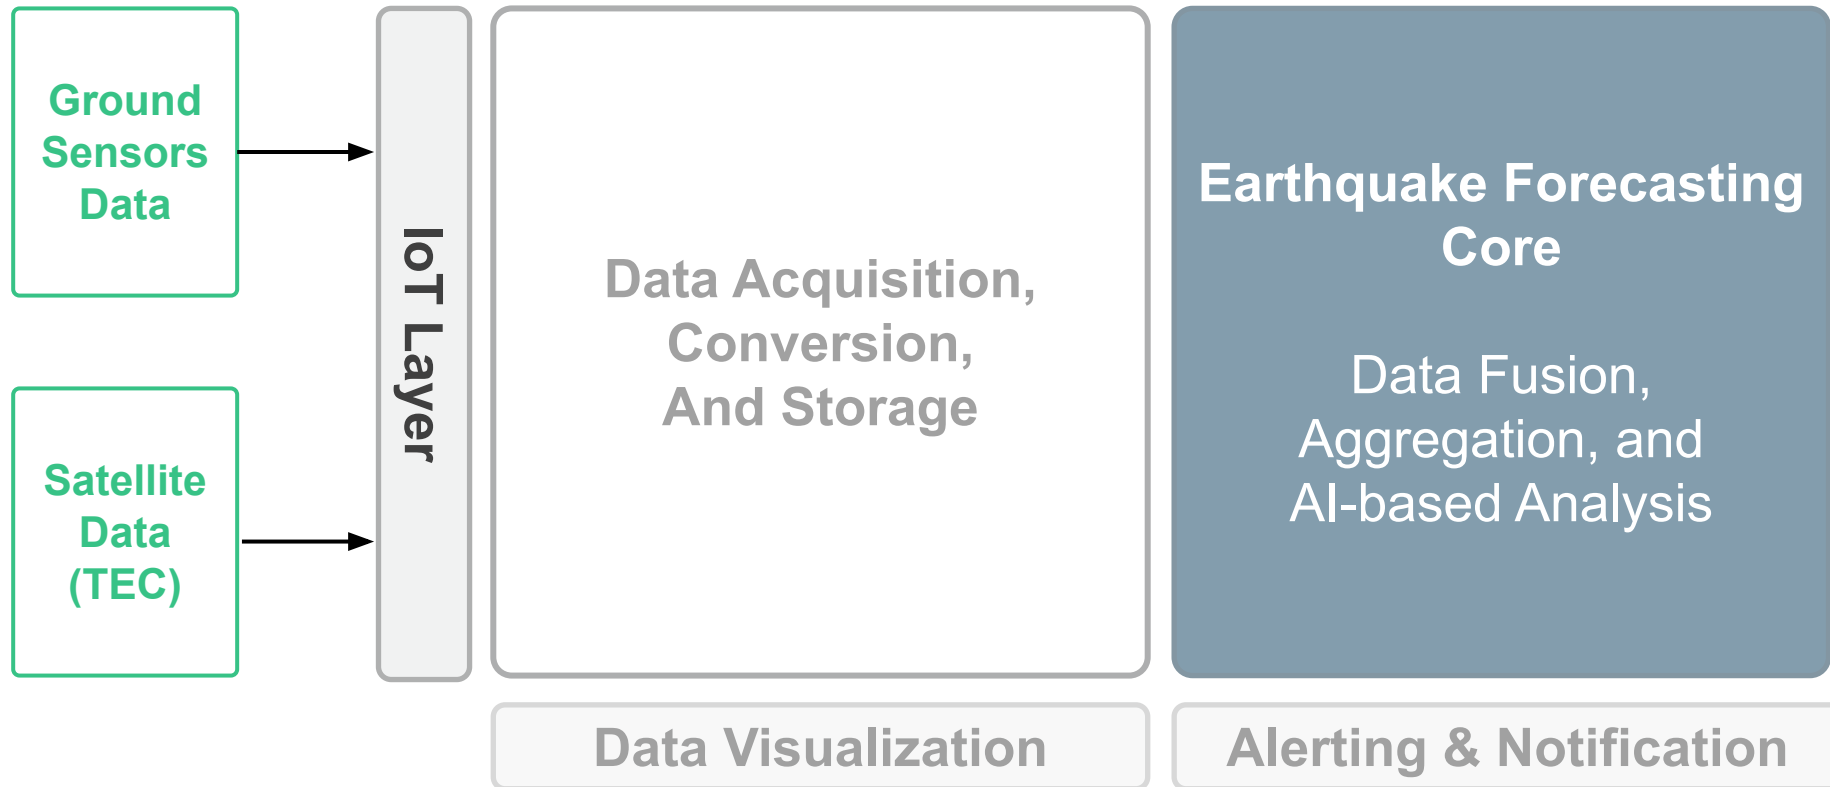 Ground
Sensors
Data
Satellite
Data
(TEC)
IoT Layer
Data Acquisition,
Conversion,
And Storage
Earthquake Forecasting
Core
Data Fusion,
Aggregation, and
AI-based Analysis
Data Visualization
Alerting & Notification